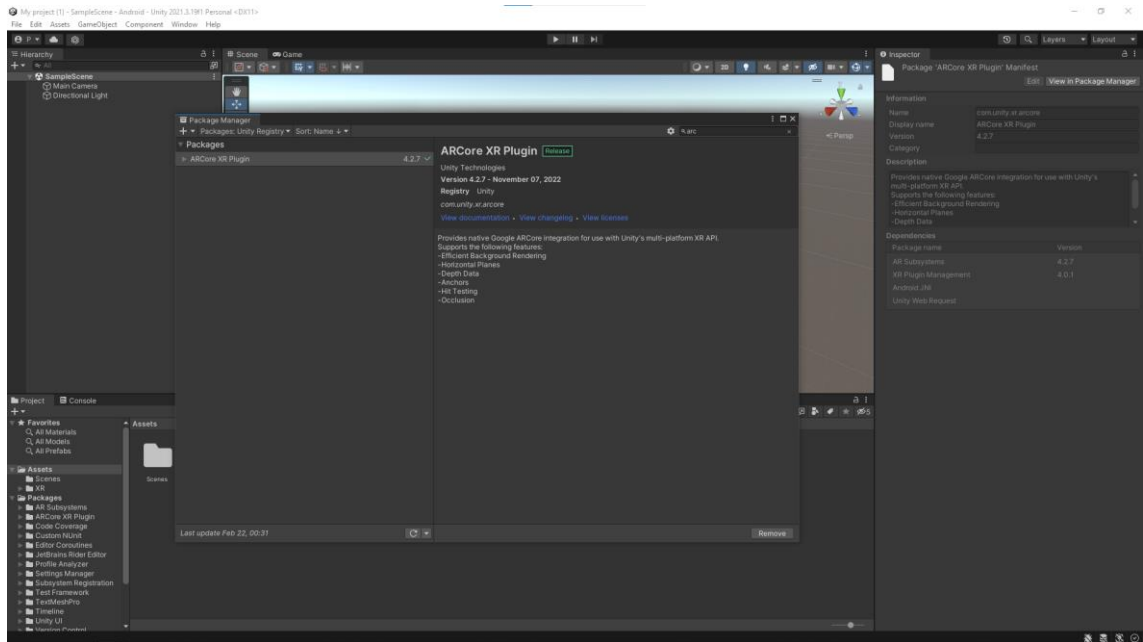 My project (1) - SampleScene - Android - Unity 2021.3.19f1 Personal <DX11>
File Edit Assets GameObject Component Window Help
Layers Layout
Hierarchy
All
SampleScene
Main Camera
Directional Light
Scene Game
2D
Persp
Package Manager
Packages: Unity Registry Sort: Name ↓
arc
Packages
ARCore XR Plugin 4.2.7
ARCore XR Plugin Release
Unity Technologies
Version 4.2.7 - November 07, 2022
Registry Unity
com.unity.xr.arcore
View documentation • View changelog • View licenses
Provides native Google ARCore integration for use with Unity's multi-platform XR API.
Supports the following features:
-Efficient Background Rendering
-Horizontal Planes
-Depth Data
-Anchors
-Hit Testing
-Occlusion
Last update Feb 22, 00:31
Remove
Inspector
Package 'ARCore XR Plugin' Manifest
Edit View in Package Manager
Information
Name com.unity.xr.arcore
Display name ARCore XR Plugin
Version 4.2.7
Category
Description
Provides native Google ARCore integration for use with Unity's
multi-platform XR API.
Supports the following features:
-Efficient Background Rendering
-Horizontal Planes
-Depth Data
Dependencies
Package name Version
AR Subsystems 4.2.7
XR Plugin Management 4.0.1
Android JNI
Unity Web Request
Project Console
Favorites
All Materials
All Models
All Prefabs
Assets
Scenes
XR
Packages
AR Subsystems
ARCore XR Plugin
Code Coverage
Custom NUnit
Editor Coroutines
JetBrains Rider Editor
Profile Analyzer
Settings Manager
Subsystem Registration
Test Framework
TextMeshPro
Timeline
Unity UI
Version Control
Assets
Scenes
5